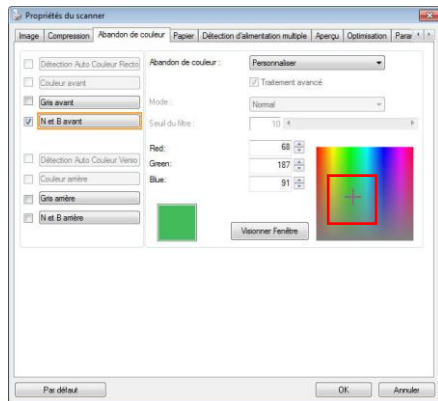 Propriétés du scanner
Image Compression Abandon de couleur Papier Détection d'alimentation multiple Aperçu Optimisation Para
Détection Auto Couleur Recto
Couleur avant
Gris avant
N et B avant
Détection Auto Couleur Verso
Couleur arrière
Gris arrière
N et B arrière
Abandon de couleur : Personnaliser
Traitement avancé
Mode : Normal
Seuil du filtre : 10
Red: 68
Green: 187
Blue: 91
Visionner Fenêtre
Par défaut OK Annuler